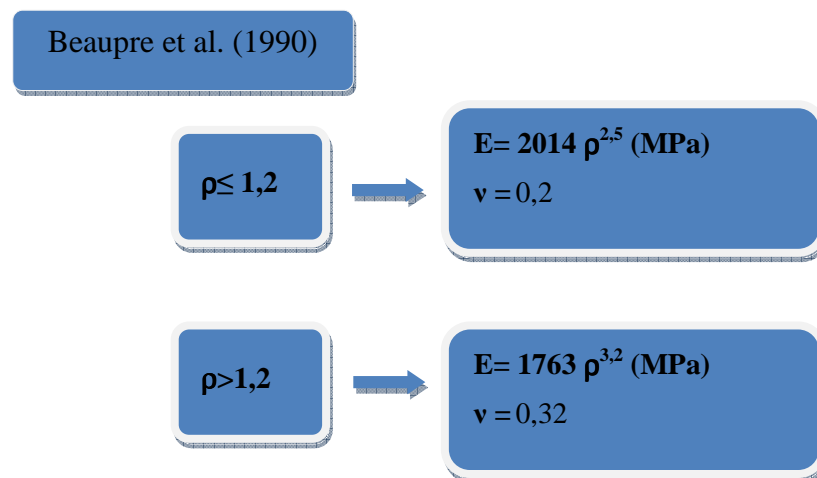 Beaupre et al. (1990)
ρ≤ 1,2
E= 2014 ρ^2,5 (MPa)
ν = 0,2
ρ>1,2
E= 1763 ρ^3,2 (MPa)
ν = 0,32